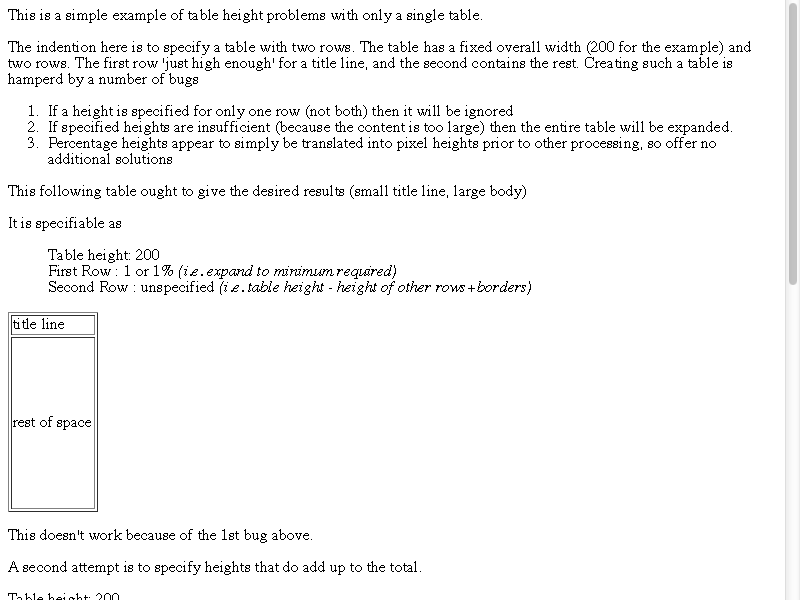 This is a simple example of table height problems with only a single table.
The indention here is to specify a table with two rows. The table has a fixed overall width (200 for the example) and
two rows. The first row 'just high enough' for a title line, and the second contains the rest. Creating such a table is
hamperd by a number of bugs
1. If a height is specified for only one row (not both) then it will be ignored
2. If specified heights are insufficient (because the content is too large) then the entire table will be expanded.
3. Percentage heights appear to simply be translated into pixel heights prior to other processing, so offer no
additional solutions
This following table ought to give the desired results (small title line, large body)
It is specifiable as
Table height: 200
First Row : 1 or 1% (i.e. expand to minimum required)
Second Row : unspecified (i.e. table height - height of other rows+borders)
title line
rest of space
This doesn't work because of the 1st bug above.
A second attempt is to specify heights that do add up to the total.
Table height: 200